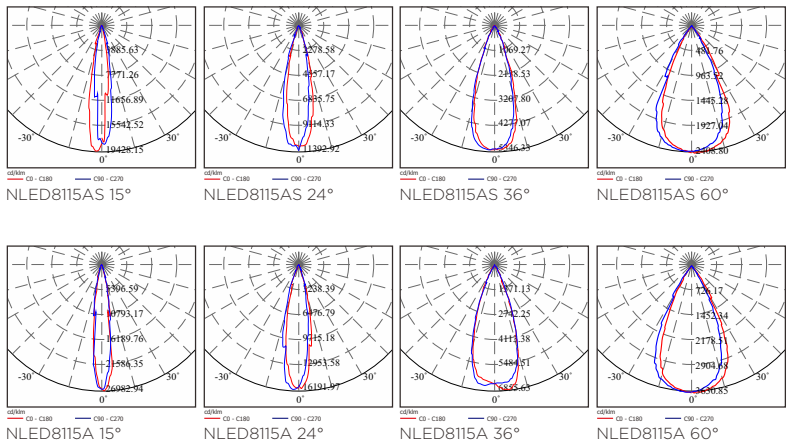 3885.63
7771.26
11656.89
15542.52
19428.15
-30°
30°
0°
cd/klm
C0 - C180
C90 - C270
NLED8115AS 15°
2278.58
4557.17
6835.75
9114.33
11392.92
-30°
30°
0°
cd/klm
C0 - C180
C90 - C270
NLED8115AS 24°
1069.27
2138.53
3207.80
4277.07
5346.33
-30°
30°
0°
cd/klm
C0 - C180
C90 - C270
NLED8115AS 36°
481.76
963.52
1445.28
1927.04
2408.80
-30°
30°
0°
cd/klm
C0 - C180
C90 - C270
NLED8115AS 60°
5396.59
10793.17
16189.76
21586.35
26982.94
-30°
30°
0°
cd/klm
C0 - C180
C90 - C270
NLED8115A 15°
3238.39
6476.79
9715.18
12953.58
16191.97
-30°
30°
0°
cd/klm
C0 - C180
C90 - C270
NLED8115A 24°
1371.13
2742.25
4113.38
5484.51
6855.63
-30°
30°
0°
cd/klm
C0 - C180
C90 - C270
NLED8115A 36°
726.17
1452.34
2178.51
2904.68
3630.85
-30°
30°
0°
cd/klm
C0 - C180
C90 - C270
NLED8115A 60°